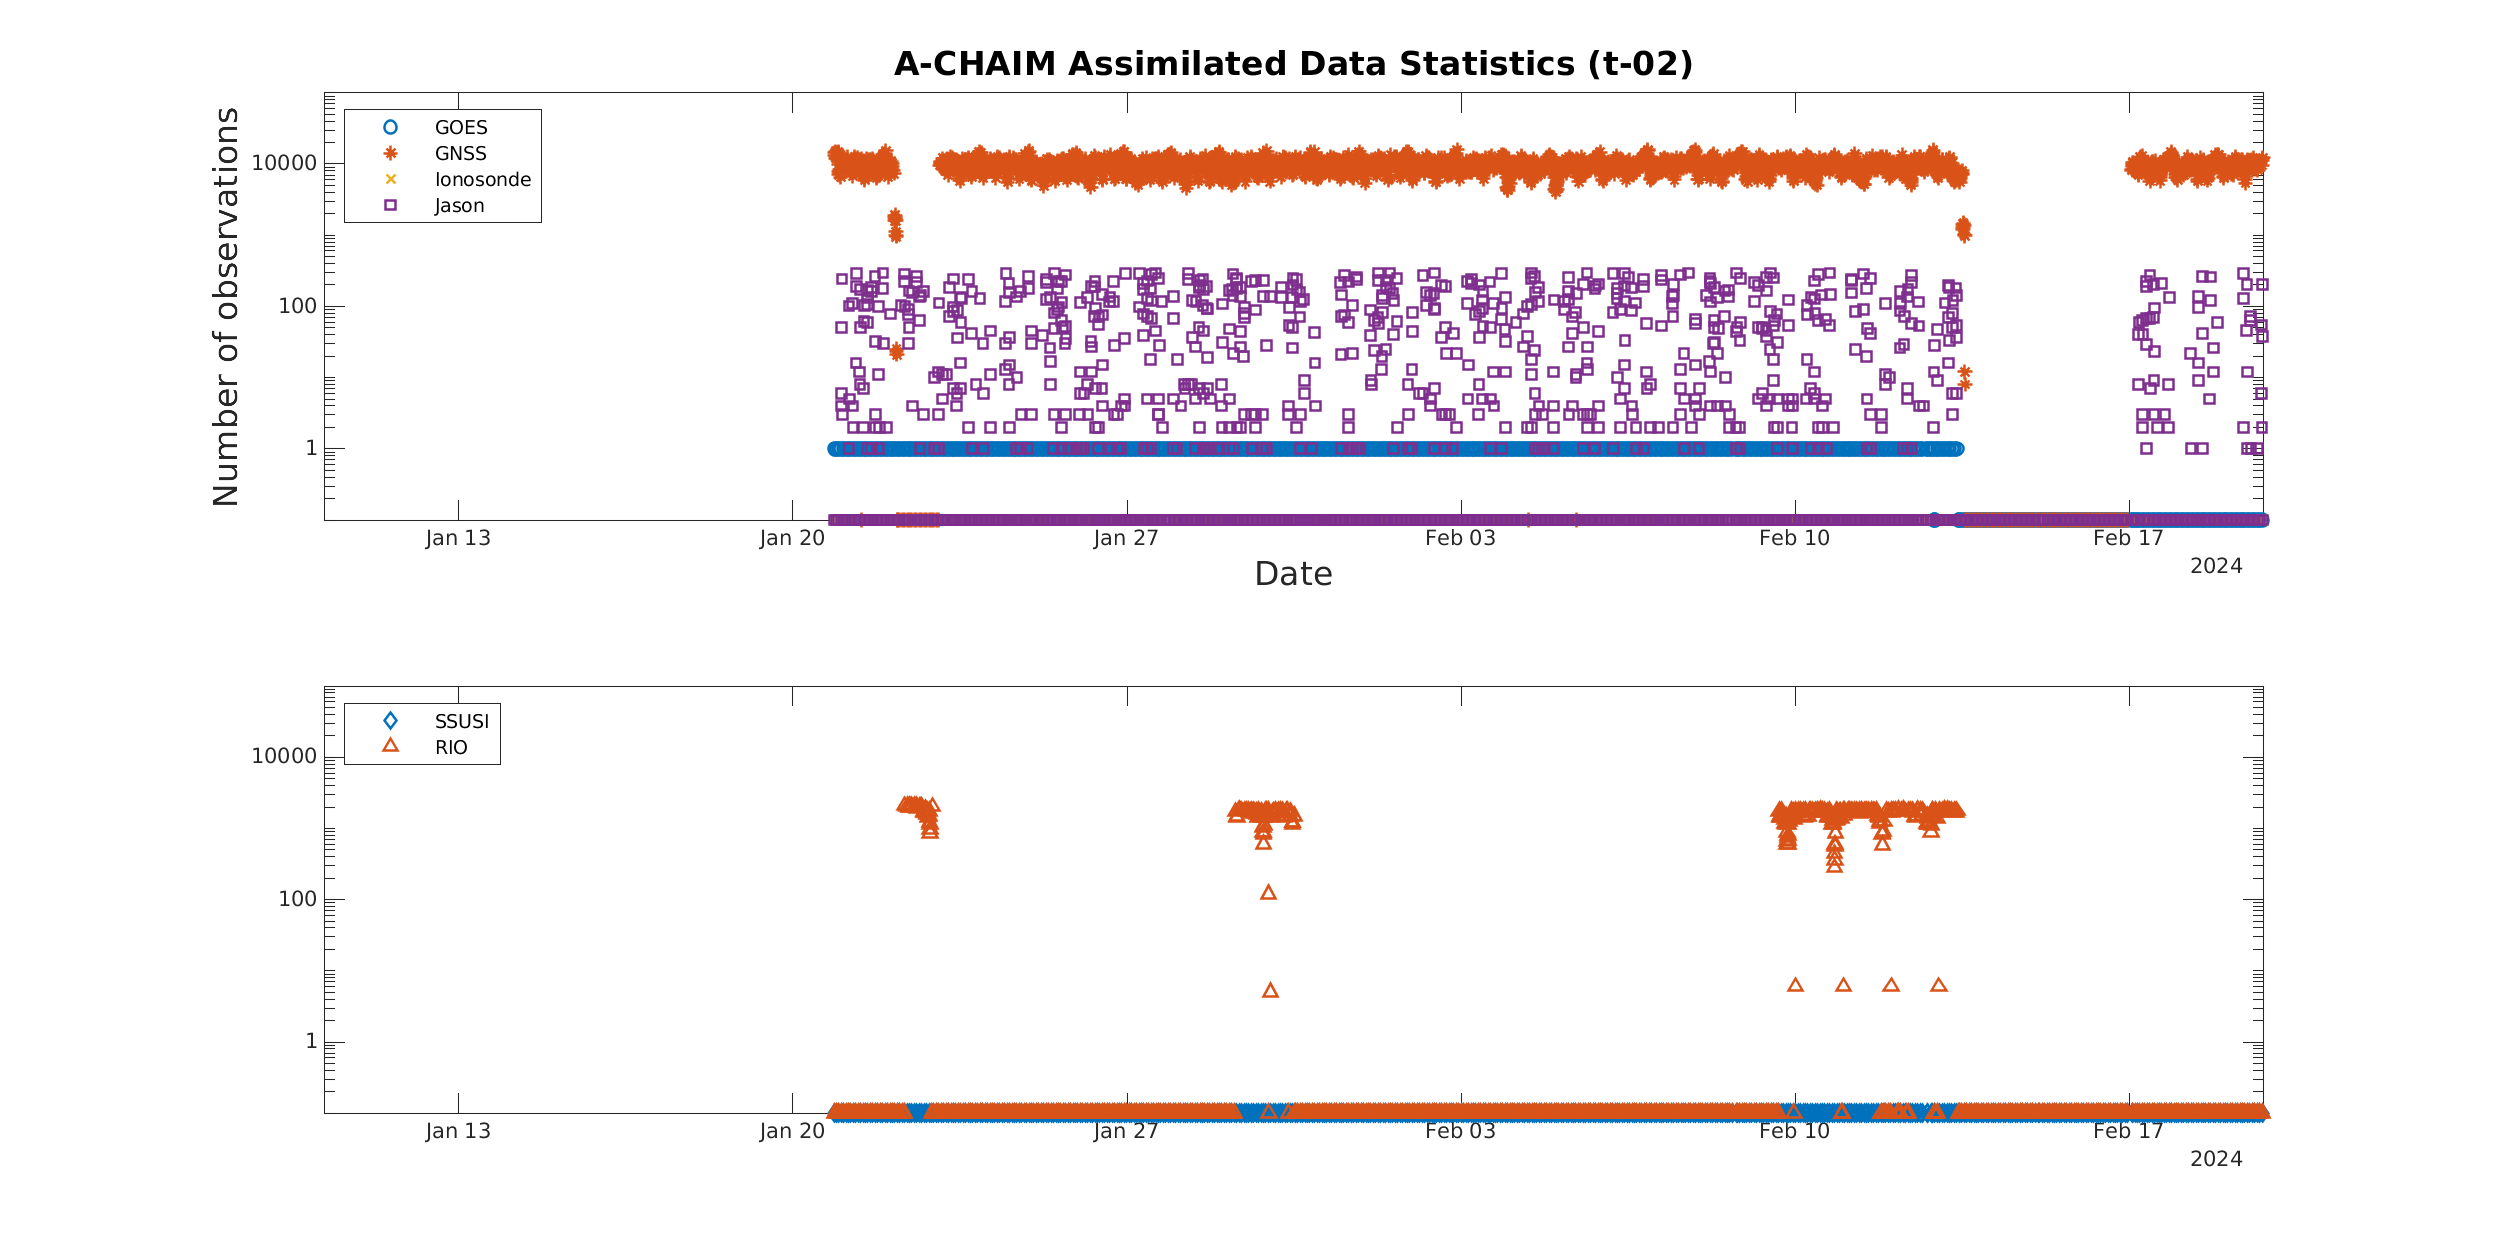 A-CHAIM Assimilated Data Statistics (t-02)
Number of observations
10000
100
1
GOES
GNSS
Ionosonde
Jason
Jan 13
Jan 20
Jan 27
Feb 03
Feb 10
Feb 17
2024
Date
10000
100
1
SSUSI
RIO
Jan 13
Jan 20
Jan 27
Feb 03
Feb 10
Feb 17
2024